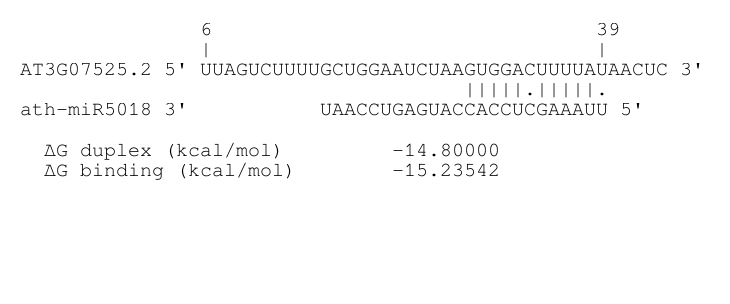 6 39
| |
AT3G07525.2 5' UUAGUCUUUUGCUGGAAUCUAAGUGGACUUUUAUAACUC 3'
|||||.|||||.
ath-miR5018 3' UAACCUGAGUACCACCUCGAAAUU 5'
ΔG duplex (kcal/mol) -14.80000
ΔG binding (kcal/mol) -15.23542